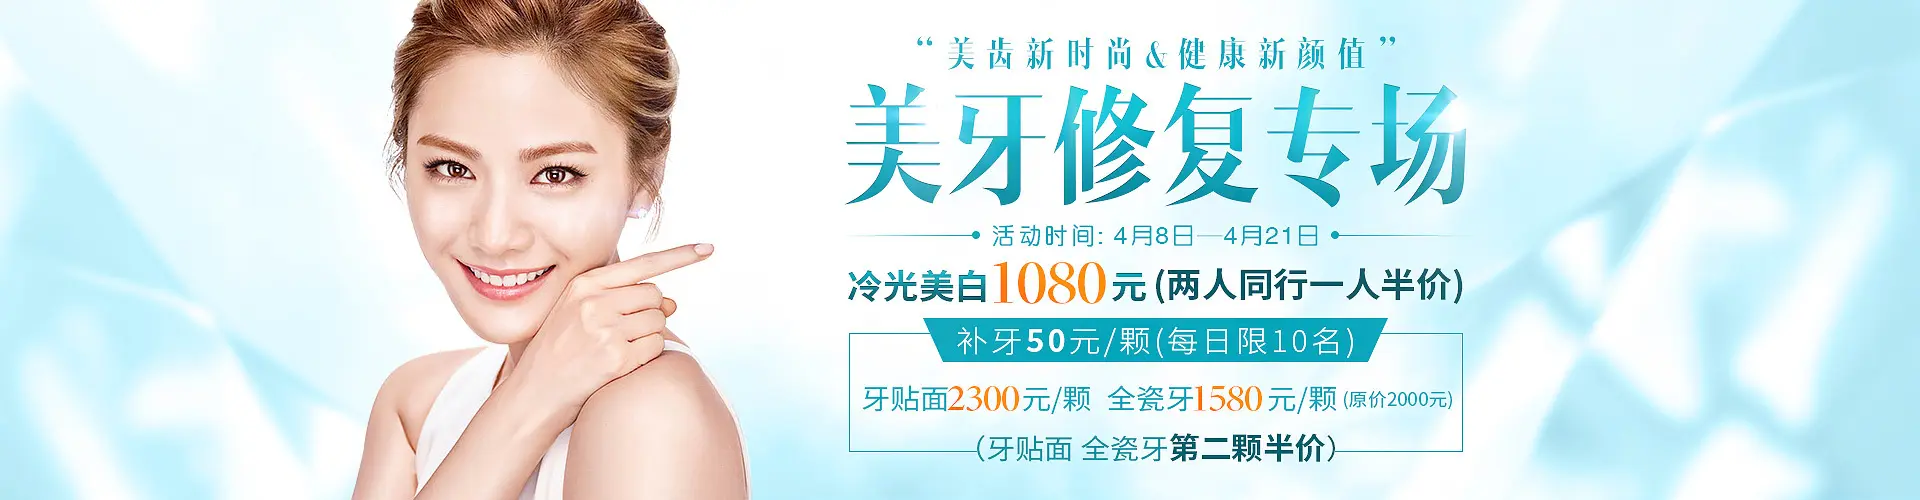 “美齿新时尚&健康新颜值”
美牙修复专场
活动时间: 4月8日—4月21日
冷光美白1080元(两人同行一人半价)
补牙50元/颗(每日限10名)
牙贴面2300元/颗 全瓷牙1580元/颗(原价2000元)
(牙贴面 全瓷牙第二颗半价)